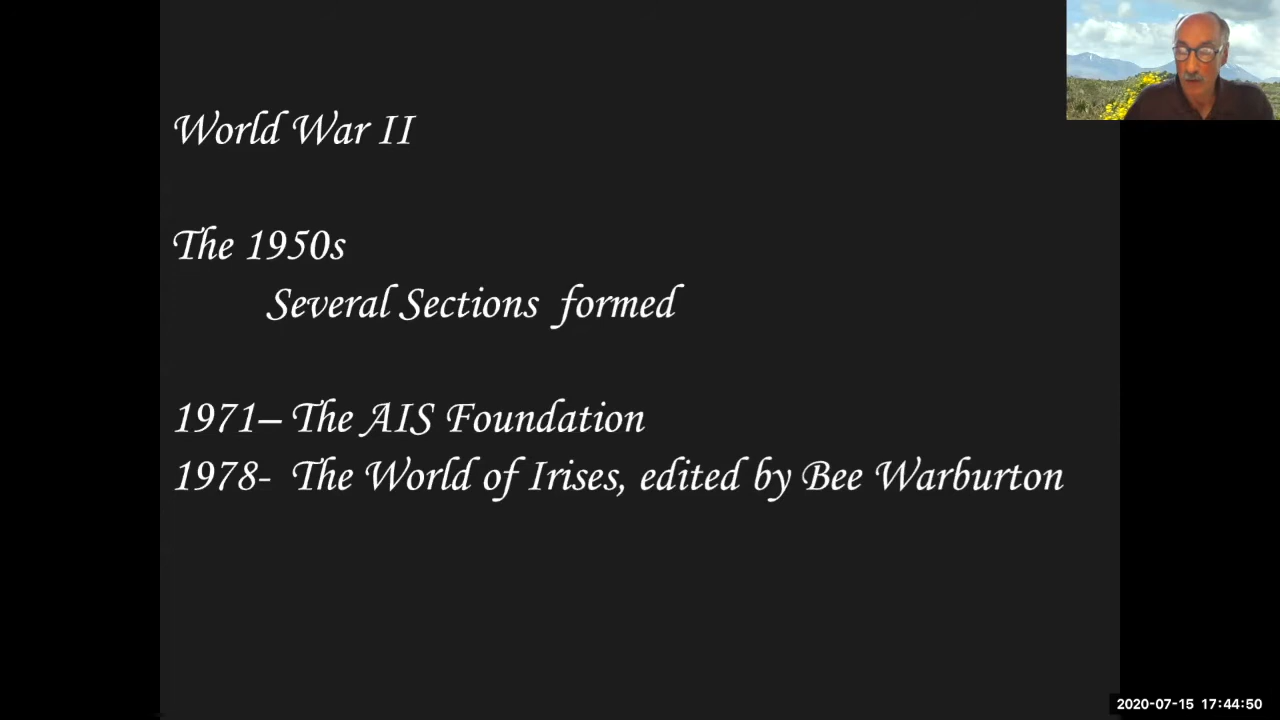 World War II
The 1950s
Several Sections formed
1971– The AIS Foundation
1978- The World of Irises, edited by Bee Warburton
2020-07-15 17:44:50